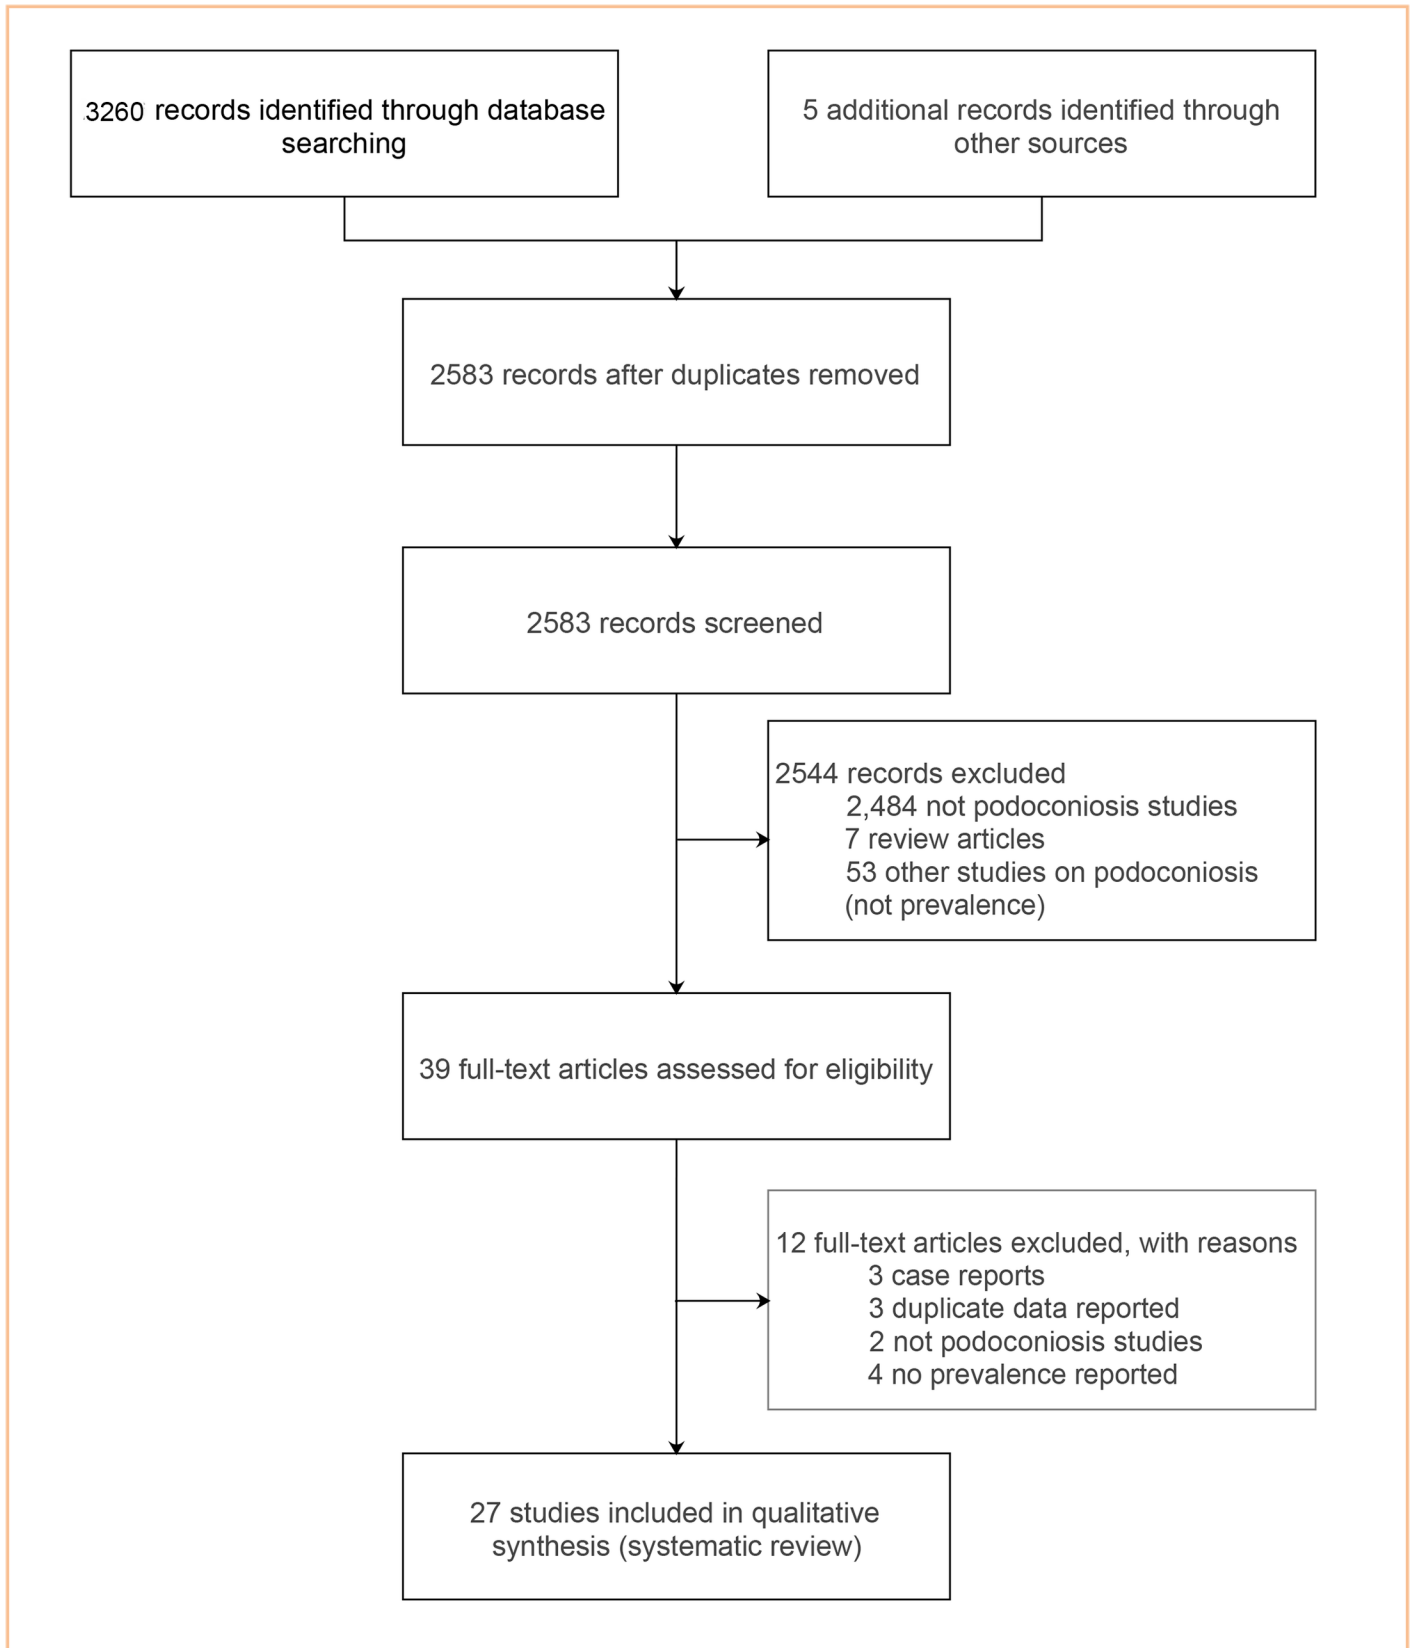 3260 records identified through database
searching
5 additional records identified through
other sources
2583 records after duplicates removed
2583 records screened
2544 records excluded
2,484 not podoconiosis studies
7 review articles
53 other studies on podoconiosis
(not prevalence)
39 full-text articles assessed for eligibility
12 full-text articles excluded, with reasons
3 case reports
3 duplicate data reported
2 not podoconiosis studies
4 no prevalence reported
27 studies included in qualitative
synthesis (systematic review)